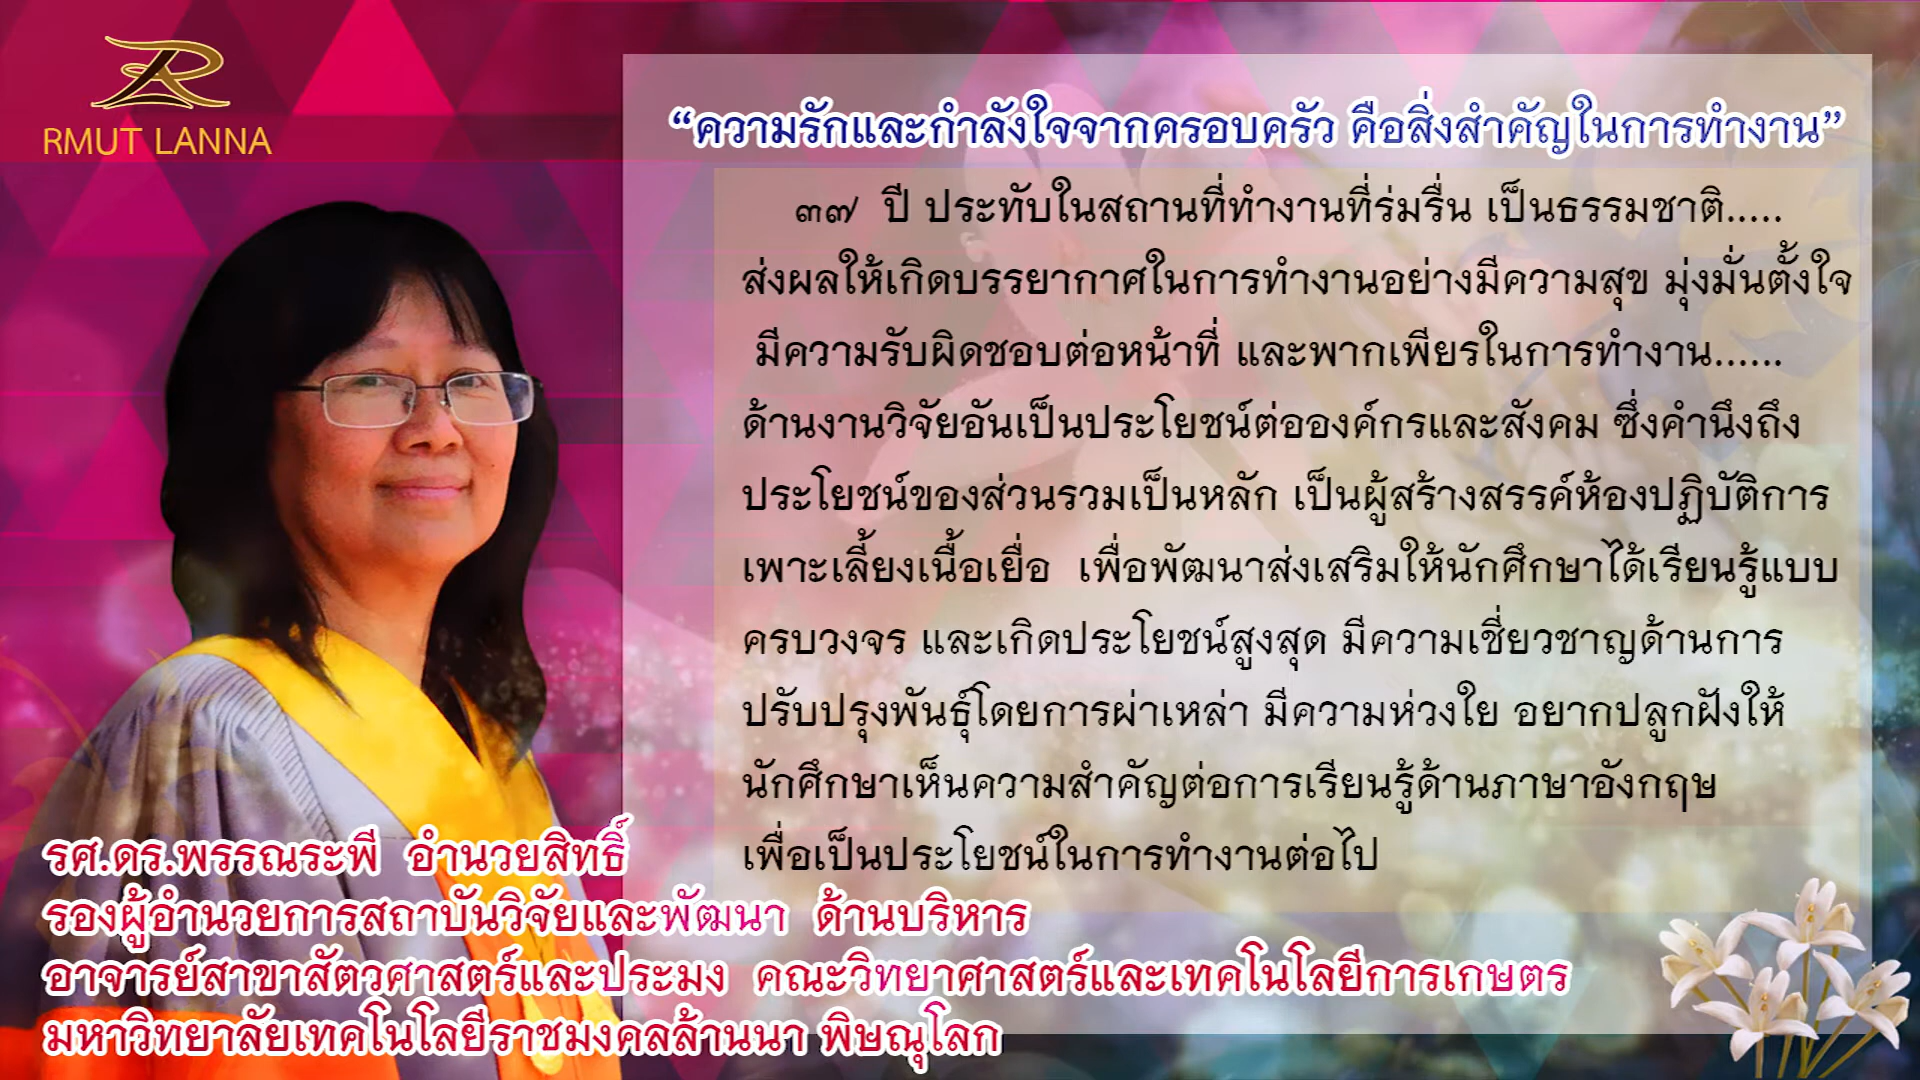 RMUT LANNA
“ความรักและกำลังใจจากครอบครัว คือสิ่งสำคัญในการทำงาน”
๓๗ ปี ประทับในสถานที่ทำงานที่ร่มรื่น เป็นธรรมชาติ.....
ส่งผลให้เกิดบรรยากาศในการทำงานอย่างมีความสุข มุ่งมั่นตั้งใจ
มีความรับผิดชอบต่อหน้าที่ และพากเพียรในการทำงาน......
ด้านงานวิจัยอันเป็นประโยชน์ต่อองค์กรและสังคม ซึ่งคำนึงถึง
ประโยชน์ของส่วนรวมเป็นหลัก เป็นผู้สร้างสรรค์ห้องปฏิบัติการ
เพาะเลี้ยงเนื้อเยื่อ เพื่อพัฒนาส่งเสริมให้นักศึกษาได้เรียนรู้แบบ
ครบวงจร และเกิดประโยชน์สูงสุด มีความเชี่ยวชาญด้านการ
ปรับปรุงพันธุ์โดยการผ่าเหล่า มีความห่วงใย อยากปลูกฝังให้
นักศึกษาเห็นความสำคัญต่อการเรียนรู้ด้านภาษาอังกฤษ
เพื่อเป็นประโยชน์ในการทำงานต่อไป
รศ.ดร.พรรณระพี อำนวยสิทธิ์
รองผู้อำนวยการสถาบันวิจัยและพัฒนา ด้านบริหาร
อาจารย์สาขาสัตวศาสตร์และประมง คณะวิทยาศาสตร์และเทคโนโลยีการเกษตร
มหาวิทยาลัยเทคโนโลยีราชมงคลล้านนา พิษณุโลก